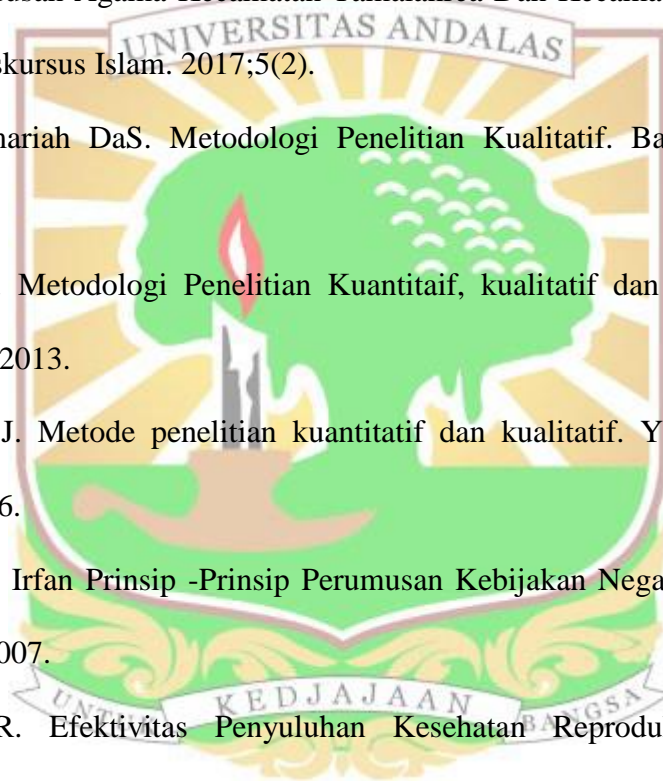 UNIVERSITAS ANDALAS
skursus Islam. 2017;5(2).
nariah DaS. Metodologi Penelitian Kualitatif. Ba
Metodologi Penelitian Kuantitaif, kualitatif dan
2013.
J. Metode penelitian kuantitatif dan kualitatif. Y
6.
Irfan Prinsip -Prinsip Perumusan Kebijakan Nega
007.
UNTUK KEDJAJAAN BANGSA
R. Efektivitas Penyuluhan Kesehatan Reprodu